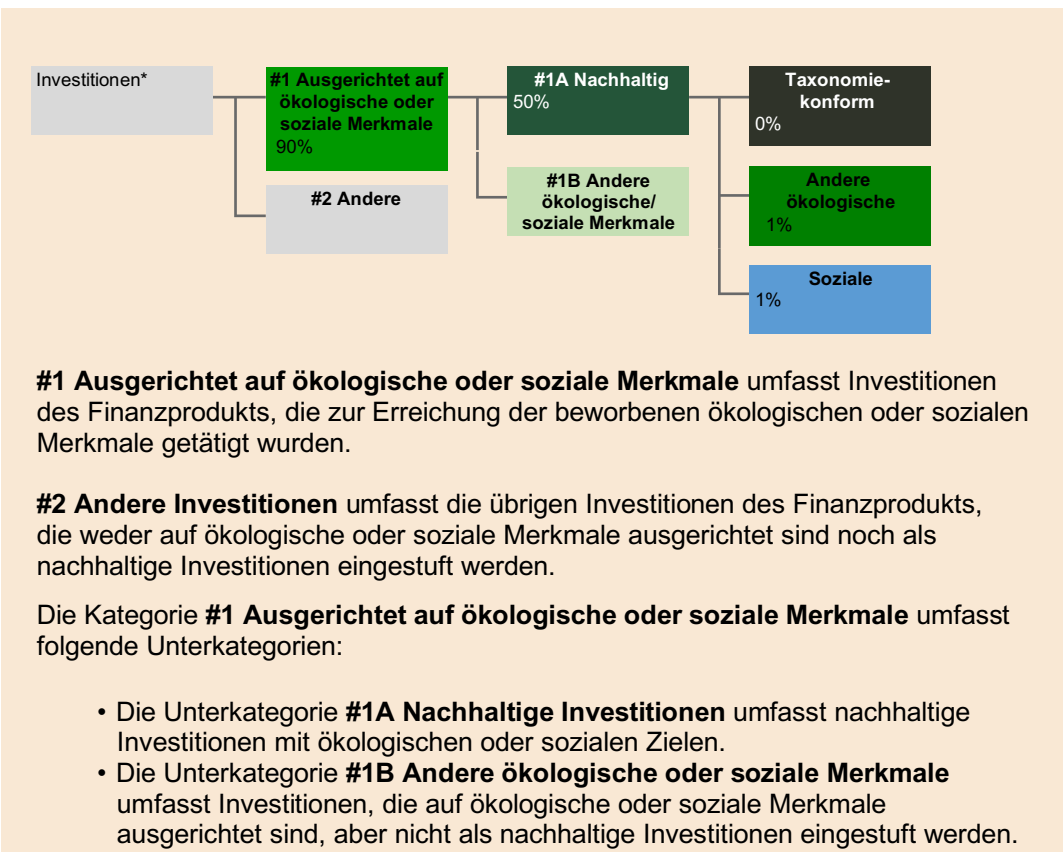 Investitionen*
#1 Ausgerichtet auf
ökologische oder
soziale Merkmale
90%
#2 Andere
#1A Nachhaltig
50%
#1B Andere
ökologische/
soziale Merkmale
Taxonomie-
konform
0%
Andere
ökologische
1%
Soziale
1%
#1 Ausgerichtet auf ökologische oder soziale Merkmale umfasst Investitionen
des Finanzprodukts, die zur Erreichung der beworbenen ökologischen oder sozialen
Merkmale getätigt wurden.
#2 Andere Investitionen umfasst die übrigen Investitionen des Finanzprodukts,
die weder auf ökologische oder soziale Merkmale ausgerichtet sind noch als
nachhaltige Investitionen eingestuft werden.
Die Kategorie #1 Ausgerichtet auf ökologische oder soziale Merkmale umfasst
folgende Unterkategorien:
• Die Unterkategorie #1A Nachhaltige Investitionen umfasst nachhaltige
Investitionen mit ökologischen oder sozialen Zielen.
• Die Unterkategorie #1B Andere ökologische oder soziale Merkmale
umfasst Investitionen, die auf ökologische oder soziale Merkmale
ausgerichtet sind, aber nicht als nachhaltige Investitionen eingestuft werden.